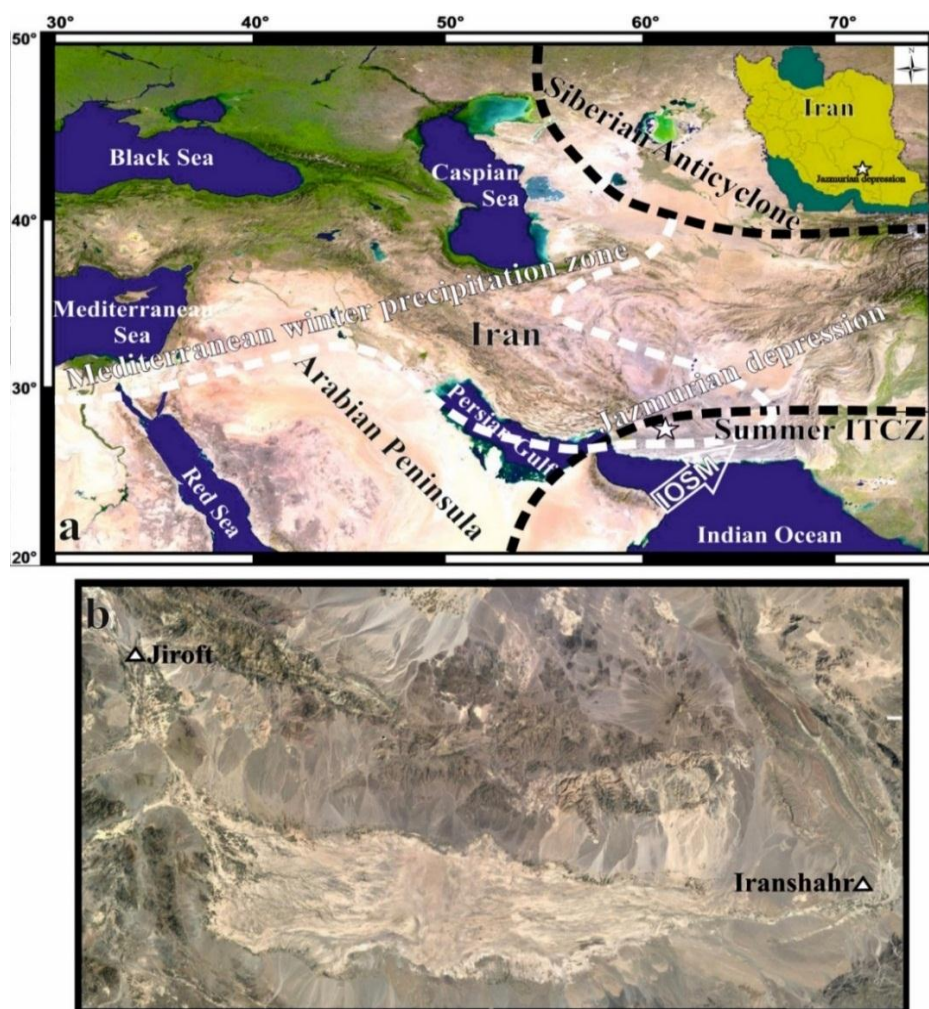 30° 40° 50° 60° 70°
50°
N
Siberian Anticyclone
Iran
Jazmurian depression
Black Sea
Caspian
Sea
40°
Mediterranean winter precipitation zone
Mediterranean
Sea
Iran
Jazmurian depression
30°
Arabian Peninsula
Persian Gulf
Summer ITCZ
Red Sea
IOSM
a
Indian Ocean
20°
b
Jiroft
Iranshahr